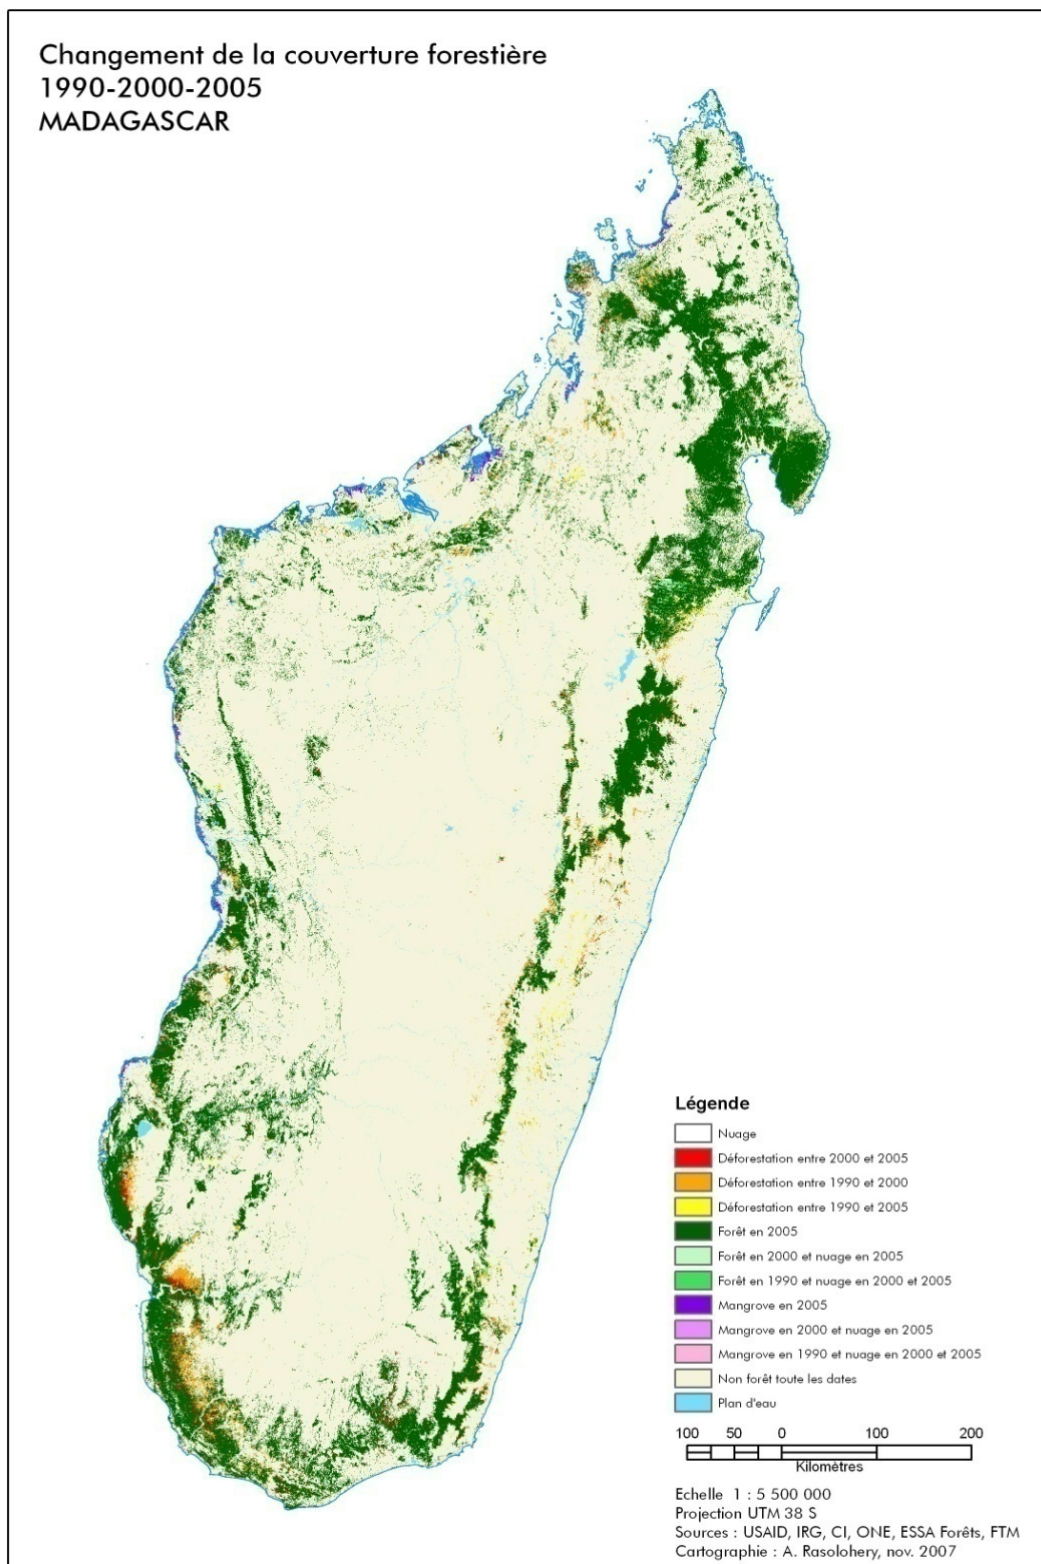 Changement de la couverture forestière
1990-2000-2005
MADAGASCAR
Légende
Nuage
Déforestation entre 2000 et 2005
Déforestation entre 1990 et 2000
Déforestation entre 1990 et 2005
Forêt en 2005
Forêt en 2000 et nuage en 2005
Forêt en 1990 et nuage en 2000 et 2005
Mangrove en 2005
Mangrove en 2000 et nuage en 2005
Mangrove en 1990 et nuage en 2000 et 2005
Non forêt toute les dates
Plan d'eau
100 50 0 100 200
Kilomètres
Echelle 1 : 5 500 000
Projection UTM 38 S
Sources : USAID, IRG, CI, ONE, ESSA Forêts, FTM
Cartographie : A. Rasolohery, nov. 2007